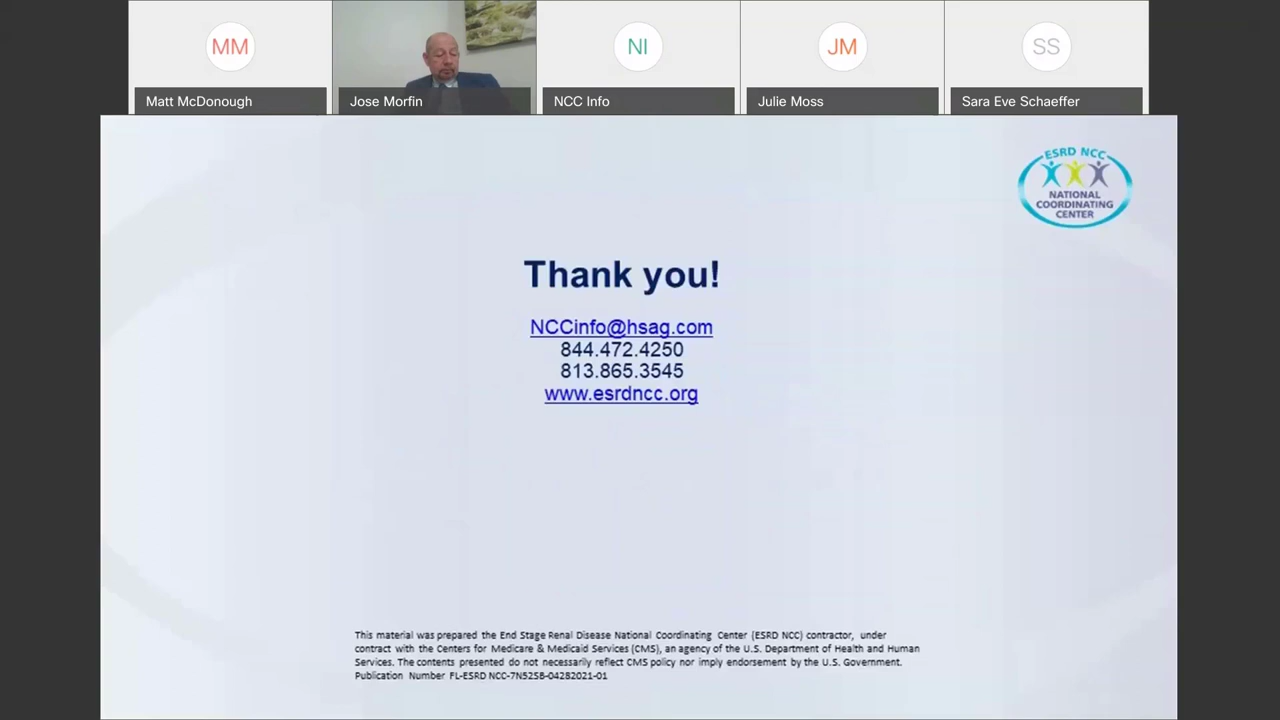 MM
NI
JM
SS
Matt McDonough
Jose Morfin
NCC Info
Julie Moss
Sara Eve Schaeffer
ESRD NCC
NATIONAL
COORDINATING
CENTER
Thank you!
NCCinfo@hsag.com
844.472.4250
813.865.3545
www.esrdncc.org
This material was prepared the End Stage Renal Disease National Coordinating Center (ESRD NCC) contractor, under
contract with the Centers for Medicare & Medicaid Services (CMS), an agency of the U.S. Department of Health and Human
Services. The contents presented do not necessarily reflect CMS policy nor imply endorsement by the U.S. Government.
Publication Number FL-ESRD NCC-7N52SB-04282021-01